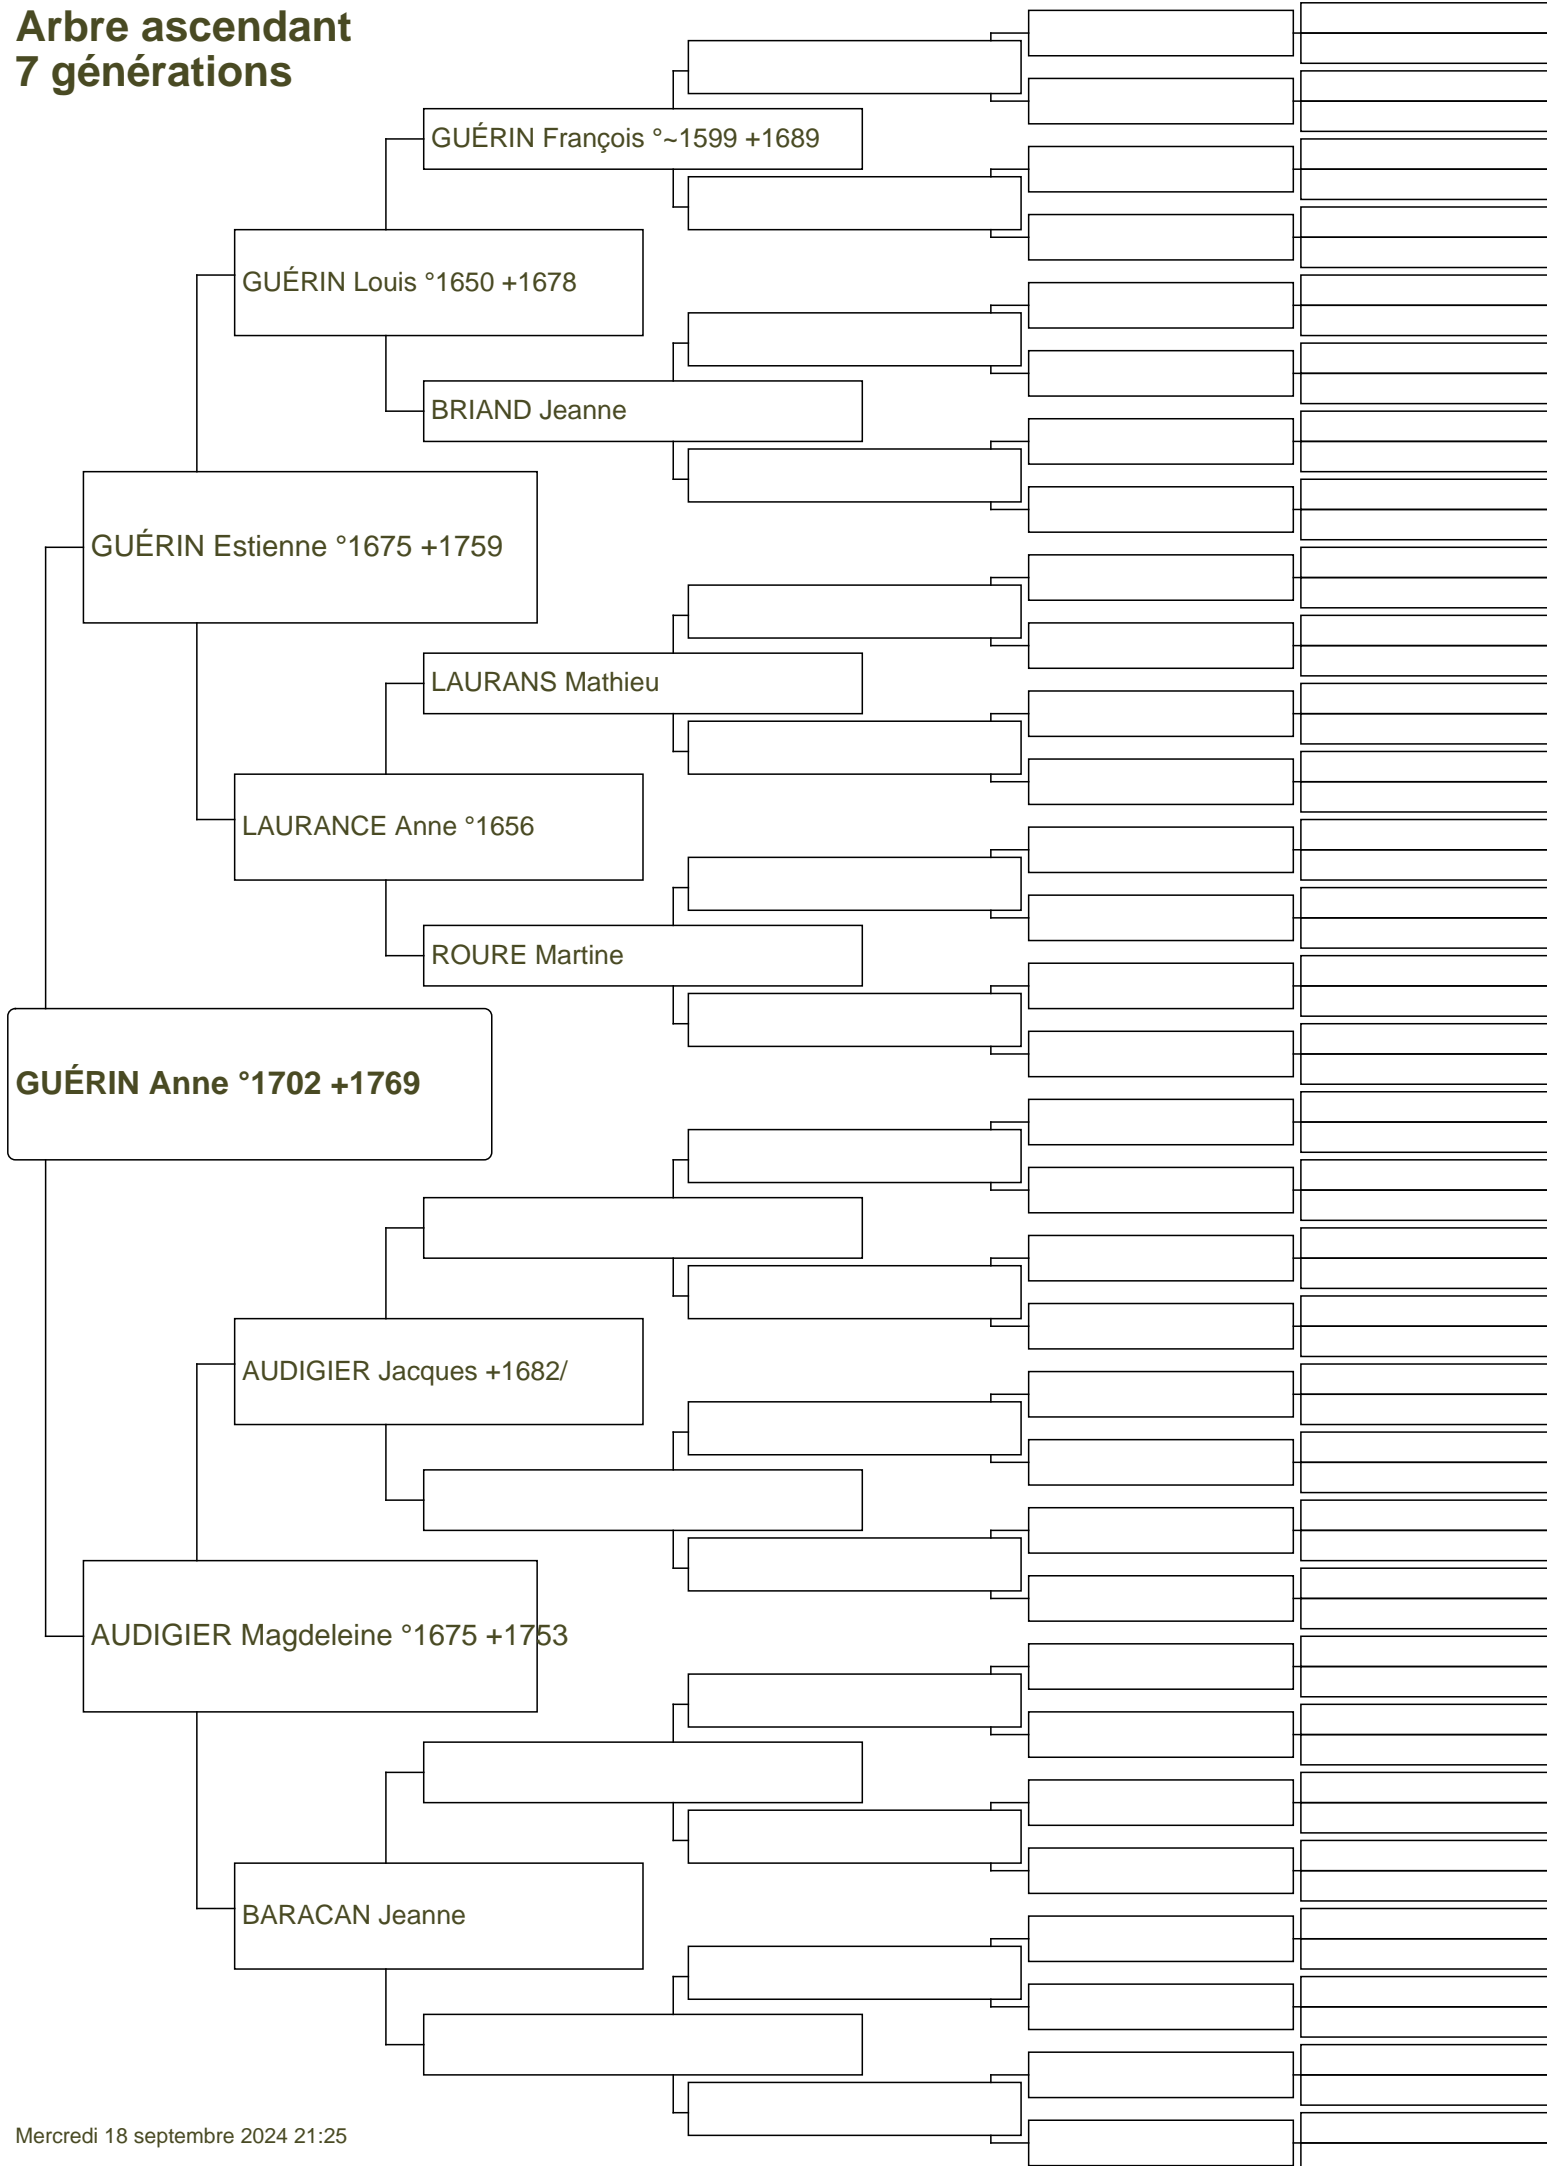 Arbre ascendant
7 générations
GUÉRIN François °~1599 +1689
GUÉRIN Louis °1650 +1678
BRIAND Jeanne
GUÉRIN Estienne °1675 +1759
LAURANS Mathieu
LAURANCE Anne °1656
ROURE Martine
GUÉRIN Anne °1702 +1769
AUDIGIER Jacques +1682/
AUDIGIER Magdeleine °1675 +1753
BARACAN Jeanne
Mercredi 18 septembre 2024 21:25